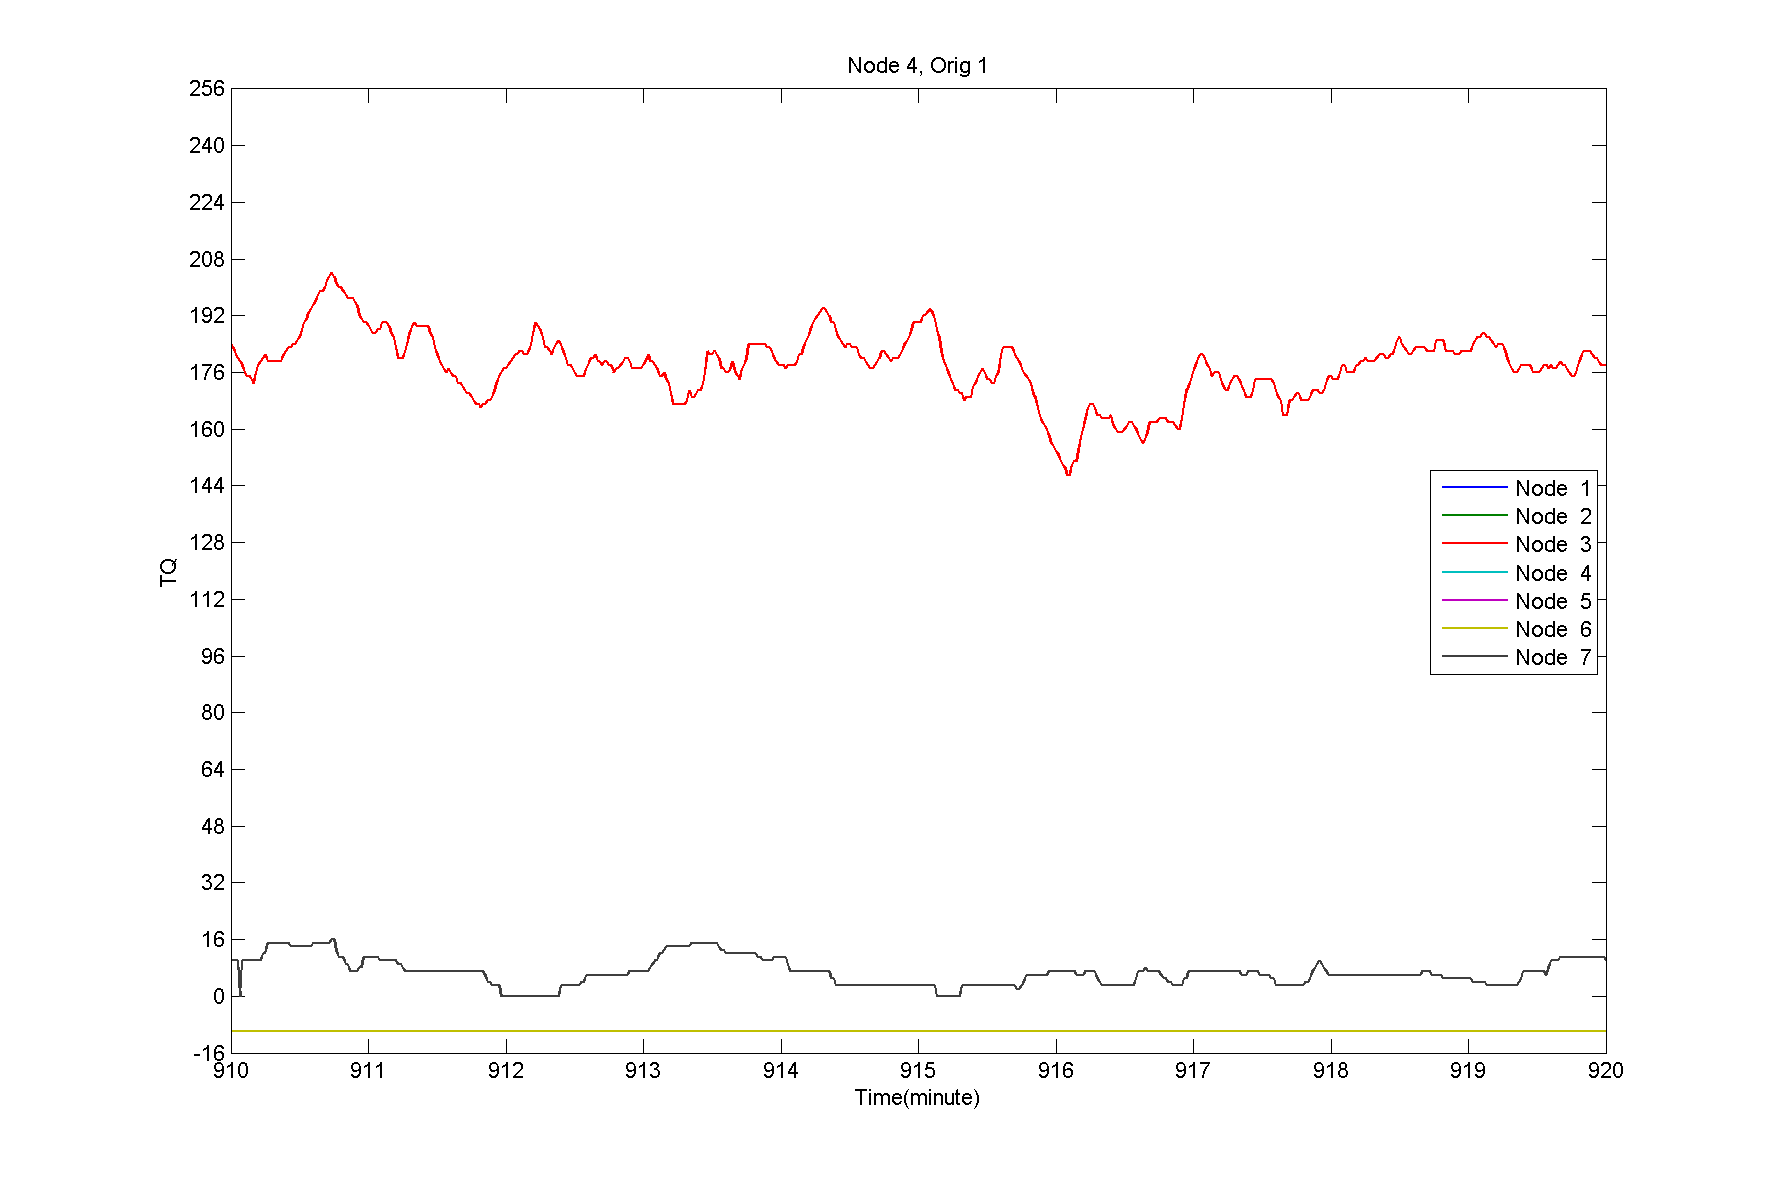 Node 4, Orig 1
256
240
224
208
192
176
160
144
128
112
96
80
64
48
32
16
0
-16
TQ
Node 1
Node 2
Node 3
Node 4
Node 5
Node 6
Node 7
910 911 912 913 914 915 916 917 918 919 920
Time(minute)